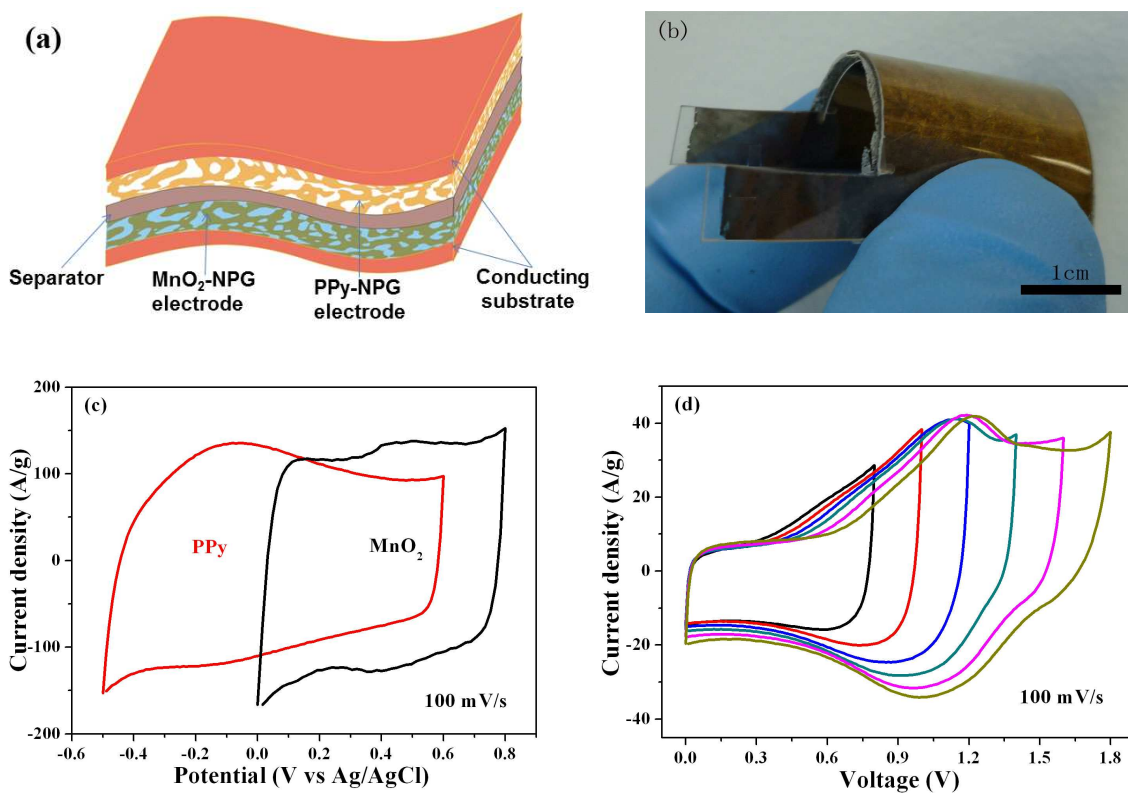 (a)
Separator
MnO₂-NPG
electrode
PPy-NPG
electrode
Conducting
substrate
(b)
1cm
(c)
PPy
MnO₂
100 mV/s
200
100
0
-100
-200
-0.6
-0.4
-0.2
0.0
0.2
0.4
0.6
0.8
Current density (A/g)
Potential (V vs Ag/AgCl)
(d)
100 mV/s
40
20
0
-20
-40
0.0
0.3
0.6
0.9
1.2
1.5
1.8
Current density (A/g)
Voltage (V)